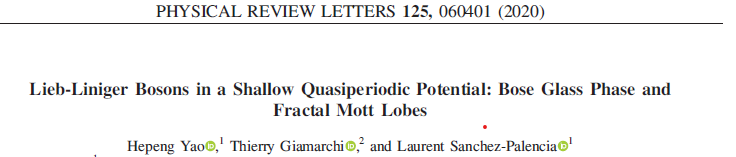 PHYSICAL REVIEW LETTERS 125, 060401 (2020)
Lieb-Liniger Bosons in a Shallow Quasiperiodic Potential: Bose Glass Phase and
Fractal Mott Lobes
Hepeng Yao,¹ Thierry Giamarchi,² and Laurent Sanchez-Palencia¹